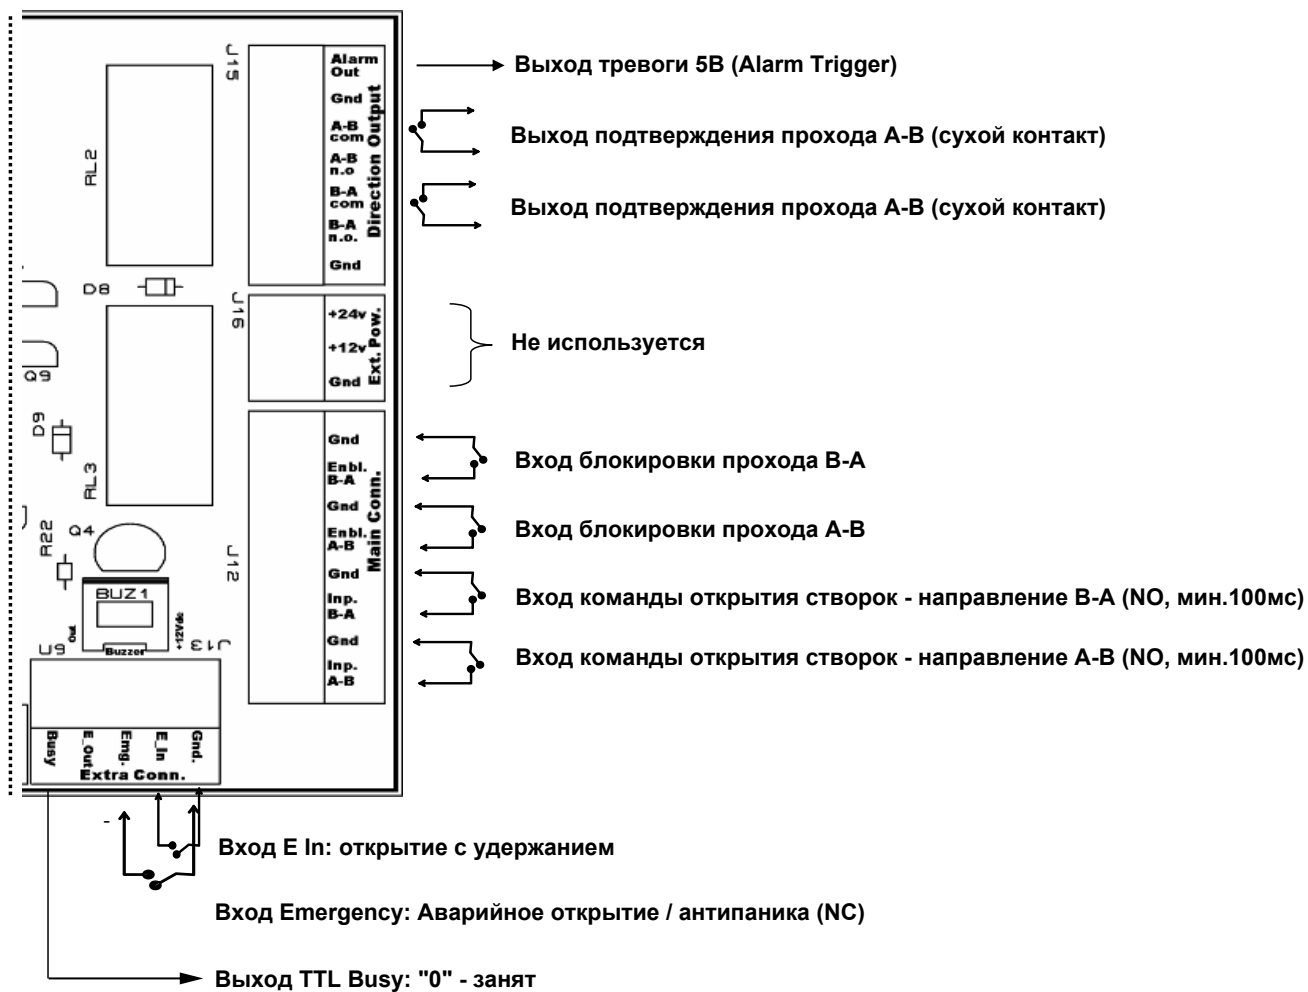 J15
Alarm
Out
Gnd
A-B
com
A-B
n.o
B-A
com
B-A
n.o.
Gnd
Direction Output
Выход тревоги 5В (Alarm Trigger)
Выход подтверждения прохода А-В (сухой контакт)
Выход подтверждения прохода А-В (сухой контакт)
RL2
D8
J16
+24v
+12v
Gnd
Ext. Pow.
Не используется
Q9
D9
RL3
R22
Q4
J12
Gnd
Enbl.
B-A
Gnd
Enbl.
A-B
Gnd
Inp.
B-A
Gnd
Inp.
A-B
Main Conn.
Вход блокировки прохода В-А
Вход блокировки прохода А-В
Вход команды открытия створок - направление В-А (NO, мин.100мс)
Вход команды открытия створок - направление А-В (NO, мин.100мс)
BUZ1
Out
+12Vdc
Buzzer
U9
J13
Busy
E_Out
Emg.
E_In
Gnd.
Extra Conn.
-
Вход E In: открытие с удержанием
Вход Emergency: Аварийное открытие / антипаника (NC)
Выход TTL Busy: "0" - занят